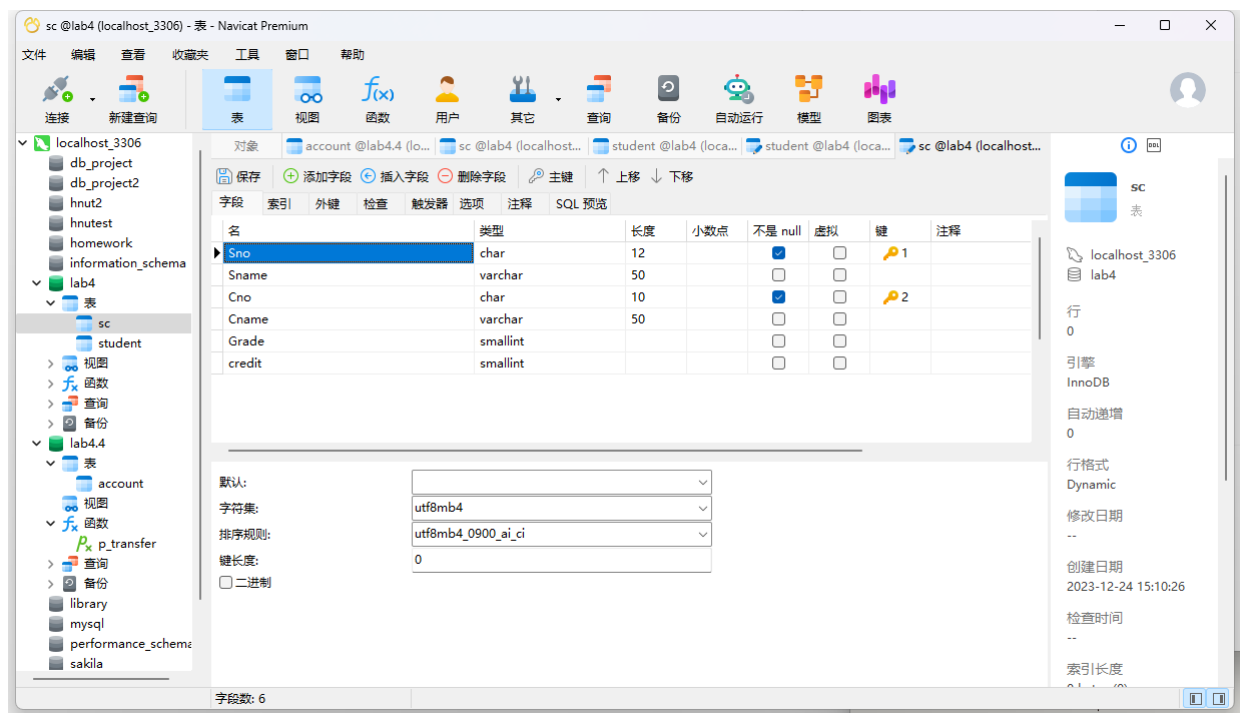 sc @lab4 (localhost_3306) - 表 - Navicat Premium
文件 编辑 查看 收藏夹 工具 窗口 帮助
连接 新建查询 表 视图 函数 用户 其它 查询 备份 自动运行 模型 图表
localhost_3306
db_project
db_project2
hnut2
hnutest
homework
information_schema
lab4
表
sc
student
视图
函数
查询
备份
lab4.4
表
account
视图
函数
p_transfer
查询
备份
library
mysql
performance_schema
sakila
对象 account @lab4.4 (lo... sc @lab4 (localhost... student @lab4 (loca... student @lab4 (loca... sc @lab4 (localhost...
保存 添加字段 插入字段 删除字段 主键 上移 下移
字段 索引 外键 检查 触发器 选项 注释 SQL 预览
名 类型 长度 小数点 不是 null 虚拟 键 注释
Sno char 12 1
Sname varchar 50
Cno char 10 2
Cname varchar 50
Grade smallint
credit smallint
默认:
字符集: utf8mb4
排序规则: utf8mb4_0900_ai_ci
键长度: 0
二进制
字段数: 6
DDL
sc
表
localhost_3306
lab4
行
0
引擎
InnoDB
自动递增
0
行格式
Dynamic
修改日期
--
创建日期
2023-12-24 15:10:26
检查时间
--
索引长度